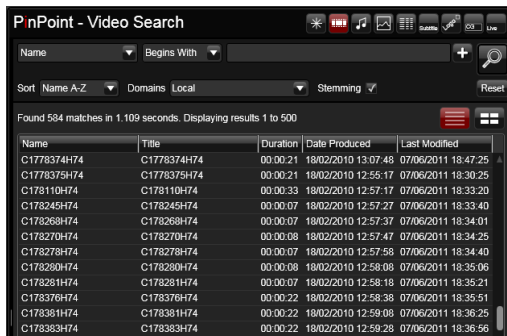 PinPoint - Video Search
Subtitle CG Live
Name Begins With +
Sort Name A-Z Domains Local Stemming Reset
Found 584 matches in 1.109 seconds. Displaying results 1 to 500
Name Title Duration Date Produced Last Modified
C1778374H74 C1778374H74 00:00:21 18/02/2010 13:07:48 07/06/2011 18:47:25
C1778375H74 C1778375H74 00:00:21 18/02/2010 12:55:17 07/06/2011 18:30:25
C178110H74 C178110H74 00:00:33 18/02/2010 12:57:17 07/06/2011 18:33:20
C178245H74 C178245H74 00:00:07 18/02/2010 12:57:27 07/06/2011 18:33:40
C178268H74 C178268H74 00:00:07 18/02/2010 12:57:37 07/06/2011 18:34:01
C178270H74 C178270H74 00:00:08 18/02/2010 12:57:47 07/06/2011 18:34:25
C178278H74 C178278H74 00:00:07 18/02/2010 12:57:58 07/06/2011 18:34:40
C178280H74 C178280H74 00:00:08 18/02/2010 12:58:08 07/06/2011 18:35:06
C178281H74 C178281H74 00:00:07 18/02/2010 12:58:18 07/06/2011 18:35:21
C178376H74 C178376H74 00:00:22 18/02/2010 12:58:38 07/06/2011 18:35:51
C178381H74 C178381H74 00:00:22 18/02/2010 12:59:08 07/06/2011 18:36:25
C178383H74 C178383H74 00:00:22 18/02/2010 12:59:28 07/06/2011 18:36:56